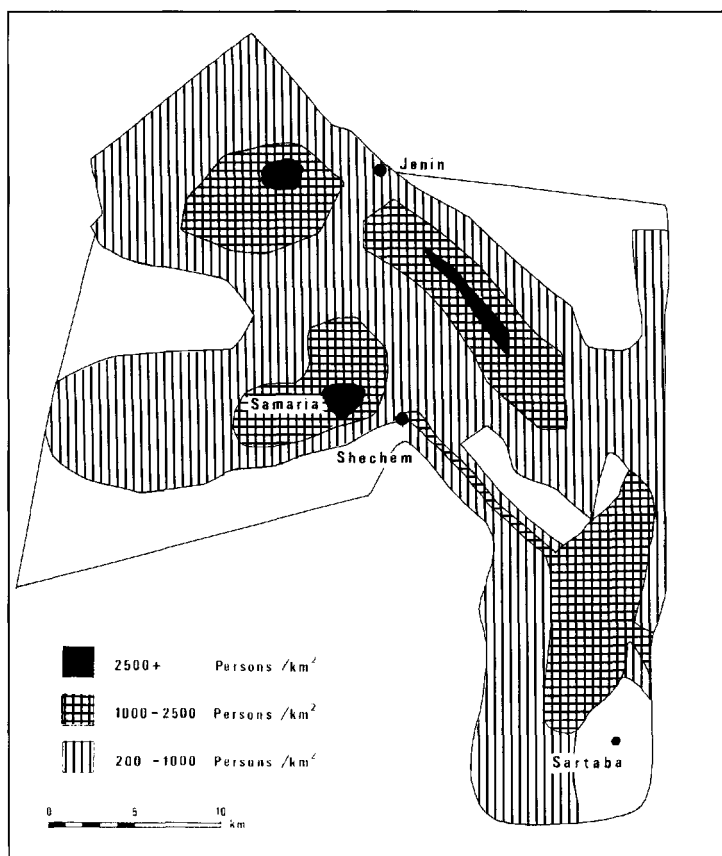 Jenin
Samaria
Shechem
2500+ Persons /km²
1000-2500 Persons /km²
200 -1000 Persons /km²
Sartaba
0 5 10
km